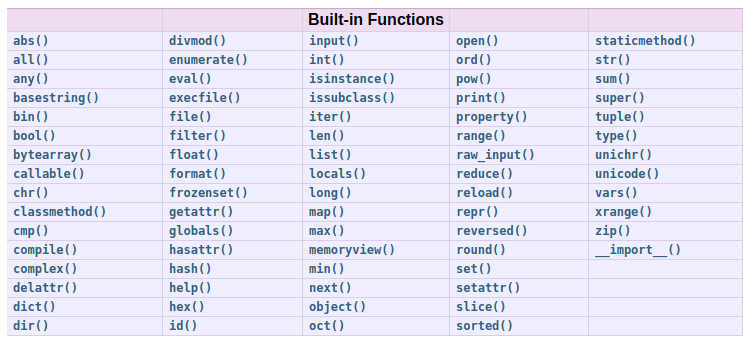 Built-in Functions
abs() divmod() input() open() staticmethod()
all() enumerate() int() ord() str()
any() eval() isinstance() pow() sum()
basestring() execfile() issubclass() print() super()
bin() file() iter() property() tuple()
bool() filter() len() range() type()
bytearray() float() list() raw_input() unichr()
callable() format() locals() reduce() unicode()
chr() frozenset() long() reload() vars()
classmethod() getattr() map() repr() xrange()
cmp() globals() max() reversed() zip()
compile() hasattr() memoryview() round() __import__()
complex() hash() min() set()
delattr() help() next() setattr()
dict() hex() object() slice()
dir() id() oct() sorted()